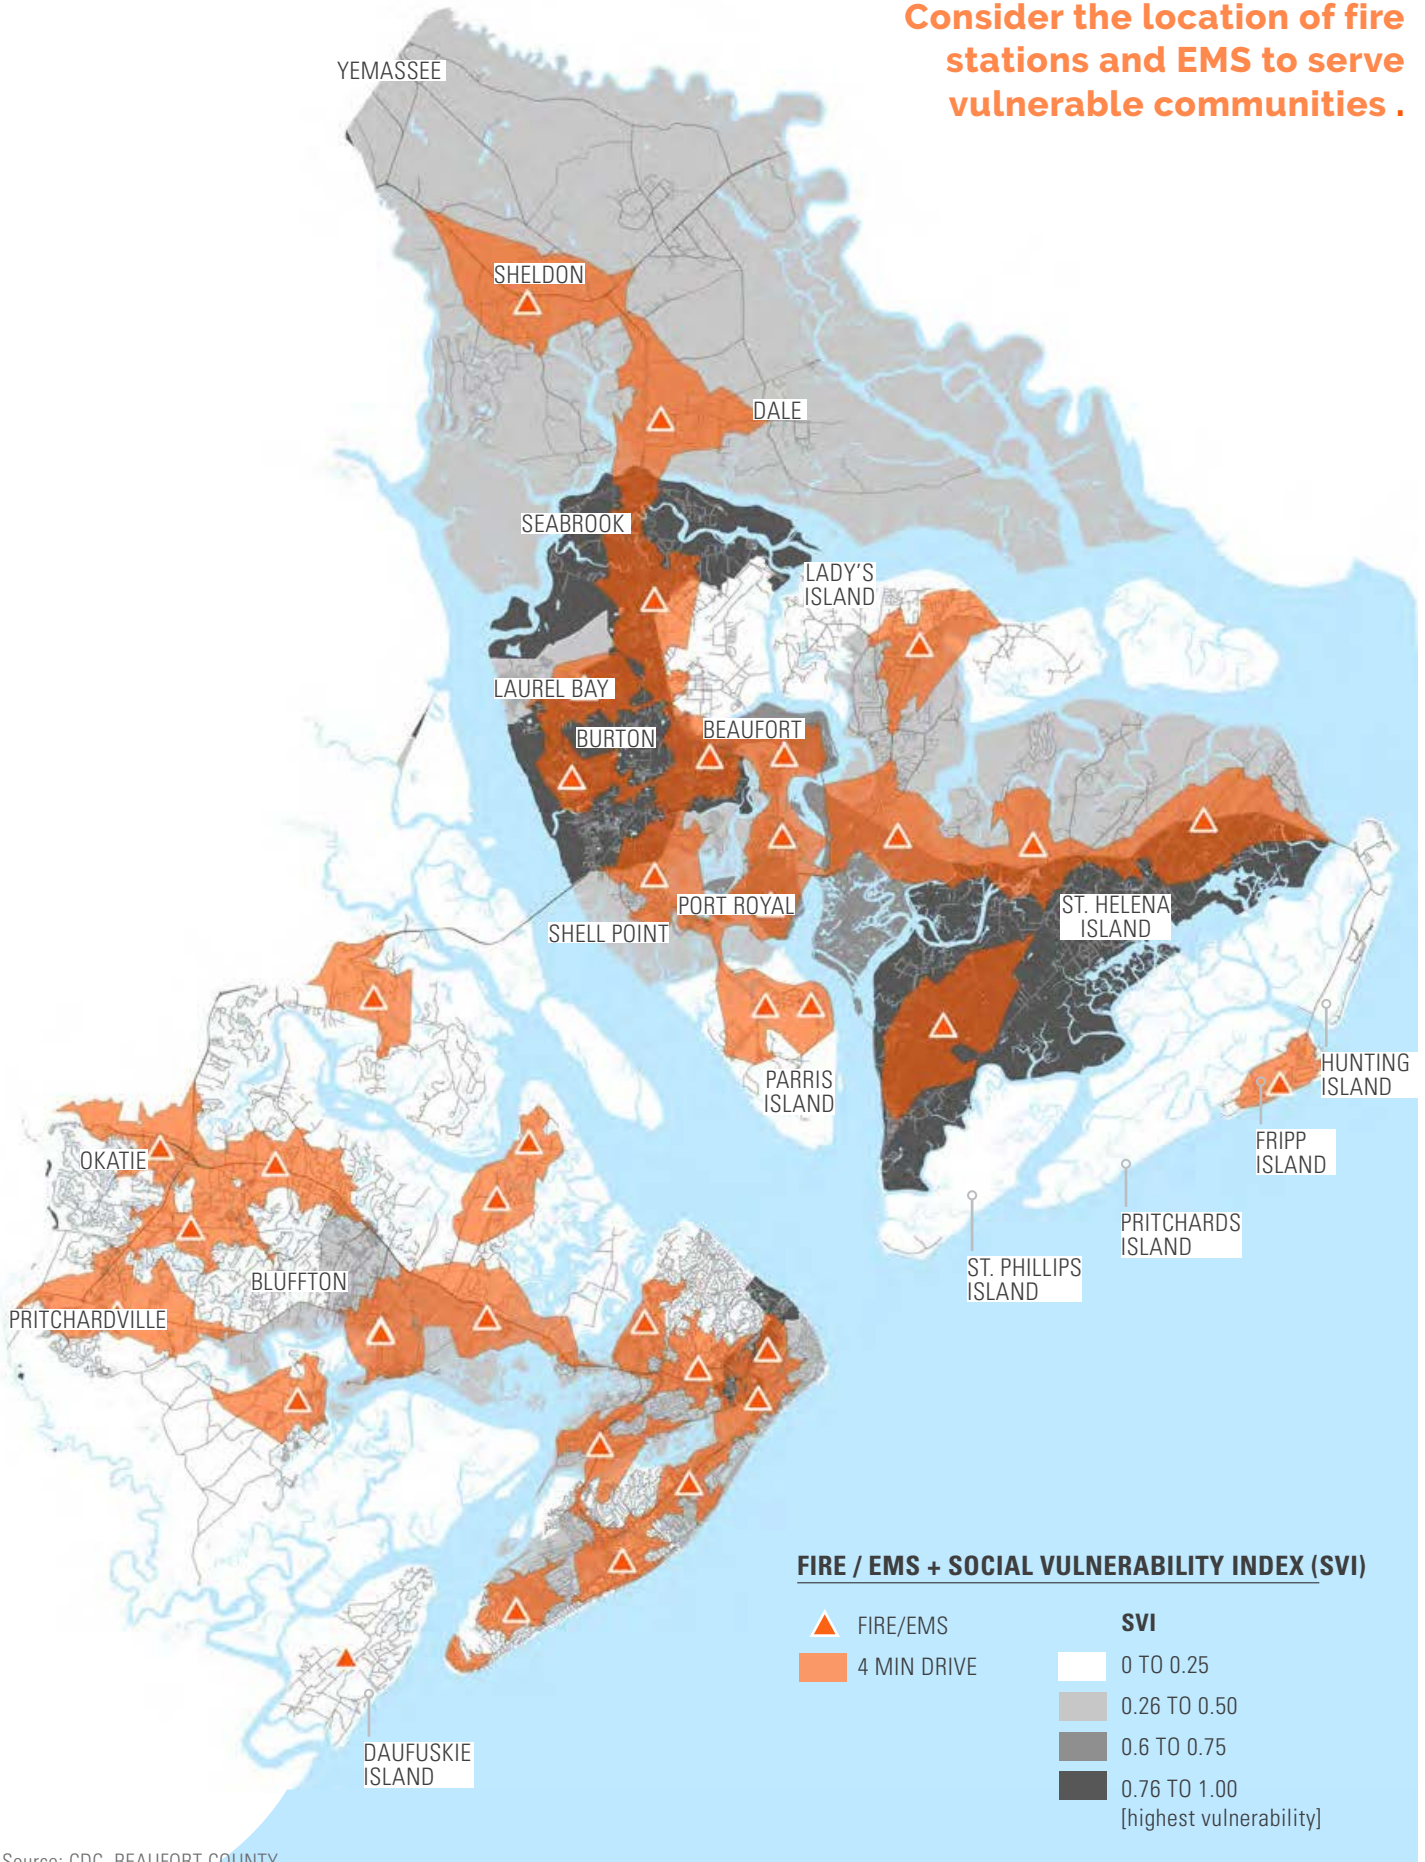 Consider the location of fire
stations and EMS to serve
vulnerable communities .
YEMASSEE
SHELDON
DALE
SEABROOK
LADY'S
ISLAND
LAUREL BAY
BURTON
BEAUFORT
PORT ROYAL
SHELL POINT
ST. HELENA
ISLAND
PARRIS
ISLAND
HUNTING
ISLAND
FRIPP
ISLAND
PRITCHARDS
ISLAND
ST. PHILLIPS
ISLAND
OKATIE
BLUFFTON
PRITCHARDVILLE
DAUFUSKIE
ISLAND
FIRE / EMS + SOCIAL VULNERABILITY INDEX (SVI)
FIRE/EMS
4 MIN DRIVE
SVI
0 TO 0.25
0.26 TO 0.50
0.6 TO 0.75
0.76 TO 1.00
[highest vulnerability]
Source: CDC, BEAUFORT COUNTY